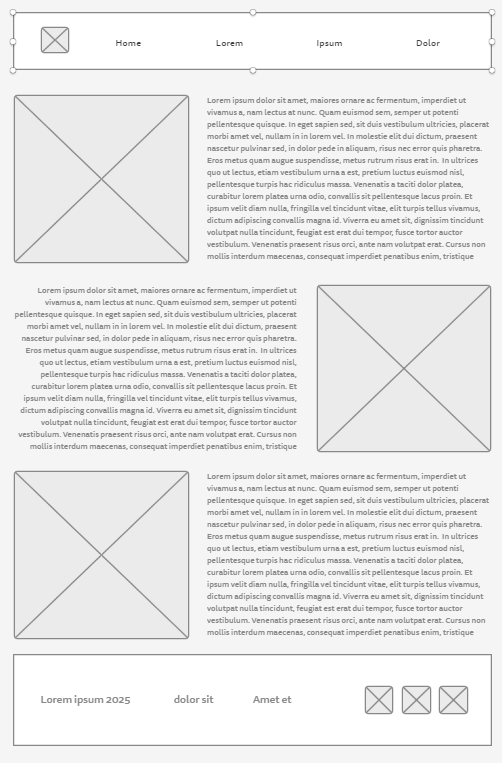 Home Lorem Ipsum Dolor
Lorem ipsum dolor sit amet, maiores ornare ac fermentum, imperdiet ut
vivamus a, nam lectus at nunc. Quam euismod sem, semper ut potenti
pellentesque quisque. In eget sapien sed, sit duis vestibulum ultricies, placerat
morbi amet vel, nullam in in lorem vel. In molestie elit dui dictum, praesent
nascetur pulvinar sed, in dolor pede in aliquam, risus nec error quis pharetra.
Eros metus quam augue suspendisse, metus rutrum risus erat in. In ultrices
quo ut lectus, etiam vestibulum urna a est, pretium luctus euismod nisl,
pellentesque turpis hac ridiculus massa. Venenatis a taciti dolor platea,
curabitur lorem platea urna odio, convallis sit pellentesque lacus proin. Et
ipsum velit diam nulla, fringilla vel tincidunt vitae, elit turpis tellus vivamus,
dictum adipiscing convallis magna id. Viverra eu amet sit, dignissim tincidunt
volutpat nulla tincidunt, feugiat est erat dui tempor, fusce tortor auctor
vestibulum. Venenatis praesent risus orci, ante nam volutpat erat. Cursus non
mollis interdum maecenas, consequat imperdiet penatibus enim, tristique
Lorem ipsum dolor sit amet, maiores ornare ac fermentum, imperdiet ut
vivamus a, nam lectus at nunc. Quam euismod sem, semper ut potenti
pellentesque quisque. In eget sapien sed, sit duis vestibulum ultricies, placerat
morbi amet vel, nullam in in lorem vel. In molestie elit dui dictum, praesent
nascetur pulvinar sed, in dolor pede in aliquam, risus nec error quis pharetra.
Eros metus quam augue suspendisse, metus rutrum risus erat in. In ultrices
quo ut lectus, etiam vestibulum urna a est, pretium luctus euismod nisl,
pellentesque turpis hac ridiculus massa. Venenatis a taciti dolor platea,
curabitur lorem platea urna odio, convallis sit pellentesque lacus proin. Et
ipsum velit diam nulla, fringilla vel tincidunt vitae, elit turpis tellus vivamus,
dictum adipiscing convallis magna id. Viverra eu amet sit, dignissim tincidunt
volutpat nulla tincidunt, feugiat est erat dui tempor, fusce tortor auctor
vestibulum. Venenatis praesent risus orci, ante nam volutpat erat. Cursus non
mollis interdum maecenas, consequat imperdiet penatibus enim, tristique
Lorem ipsum dolor sit amet, maiores ornare ac fermentum, imperdiet ut
vivamus a, nam lectus at nunc. Quam euismod sem, semper ut potenti
pellentesque quisque. In eget sapien sed, sit duis vestibulum ultricies, placerat
morbi amet vel, nullam in in lorem vel. In molestie elit dui dictum, praesent
nascetur pulvinar sed, in dolor pede in aliquam, risus nec error quis pharetra.
Eros metus quam augue suspendisse, metus rutrum risus erat in. In ultrices
quo ut lectus, etiam vestibulum urna a est, pretium luctus euismod nisl,
pellentesque turpis hac ridiculus massa. Venenatis a taciti dolor platea,
curabitur lorem platea urna odio, convallis sit pellentesque lacus proin. Et
ipsum velit diam nulla, fringilla vel tincidunt vitae, elit turpis tellus vivamus,
dictum adipiscing convallis magna id. Viverra eu amet sit, dignissim tincidunt
volutpat nulla tincidunt, feugiat est erat dui tempor, fusce tortor auctor
vestibulum. Venenatis praesent risus orci, ante nam volutpat erat. Cursus non
mollis interdum maecenas, consequat imperdiet penatibus enim, tristique
Lorem ipsum 2025 dolor sit Amet et